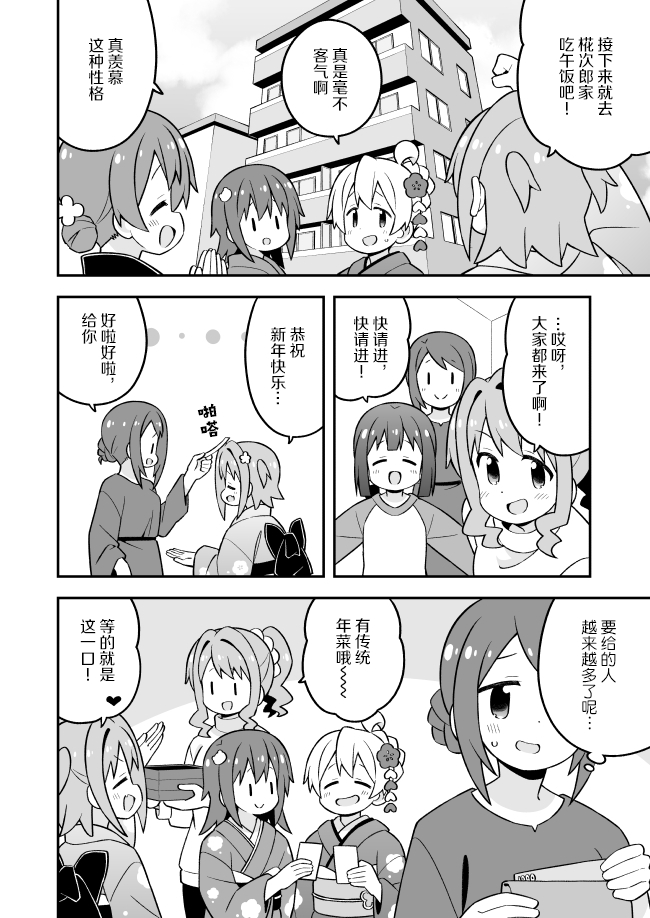 接下来就去
椛次郎家
吃午饭吧！
真是毫不
客气啊
真羡慕
这种性格
…哎呀，
大家都来了啊！
快请进，
快请进！
恭祝
新年快乐…
啪
嗒
好啦好啦，
给你
要给的人
越来越多了呢…
有传统
年菜哦~~~
等的就是
这一口！
♥